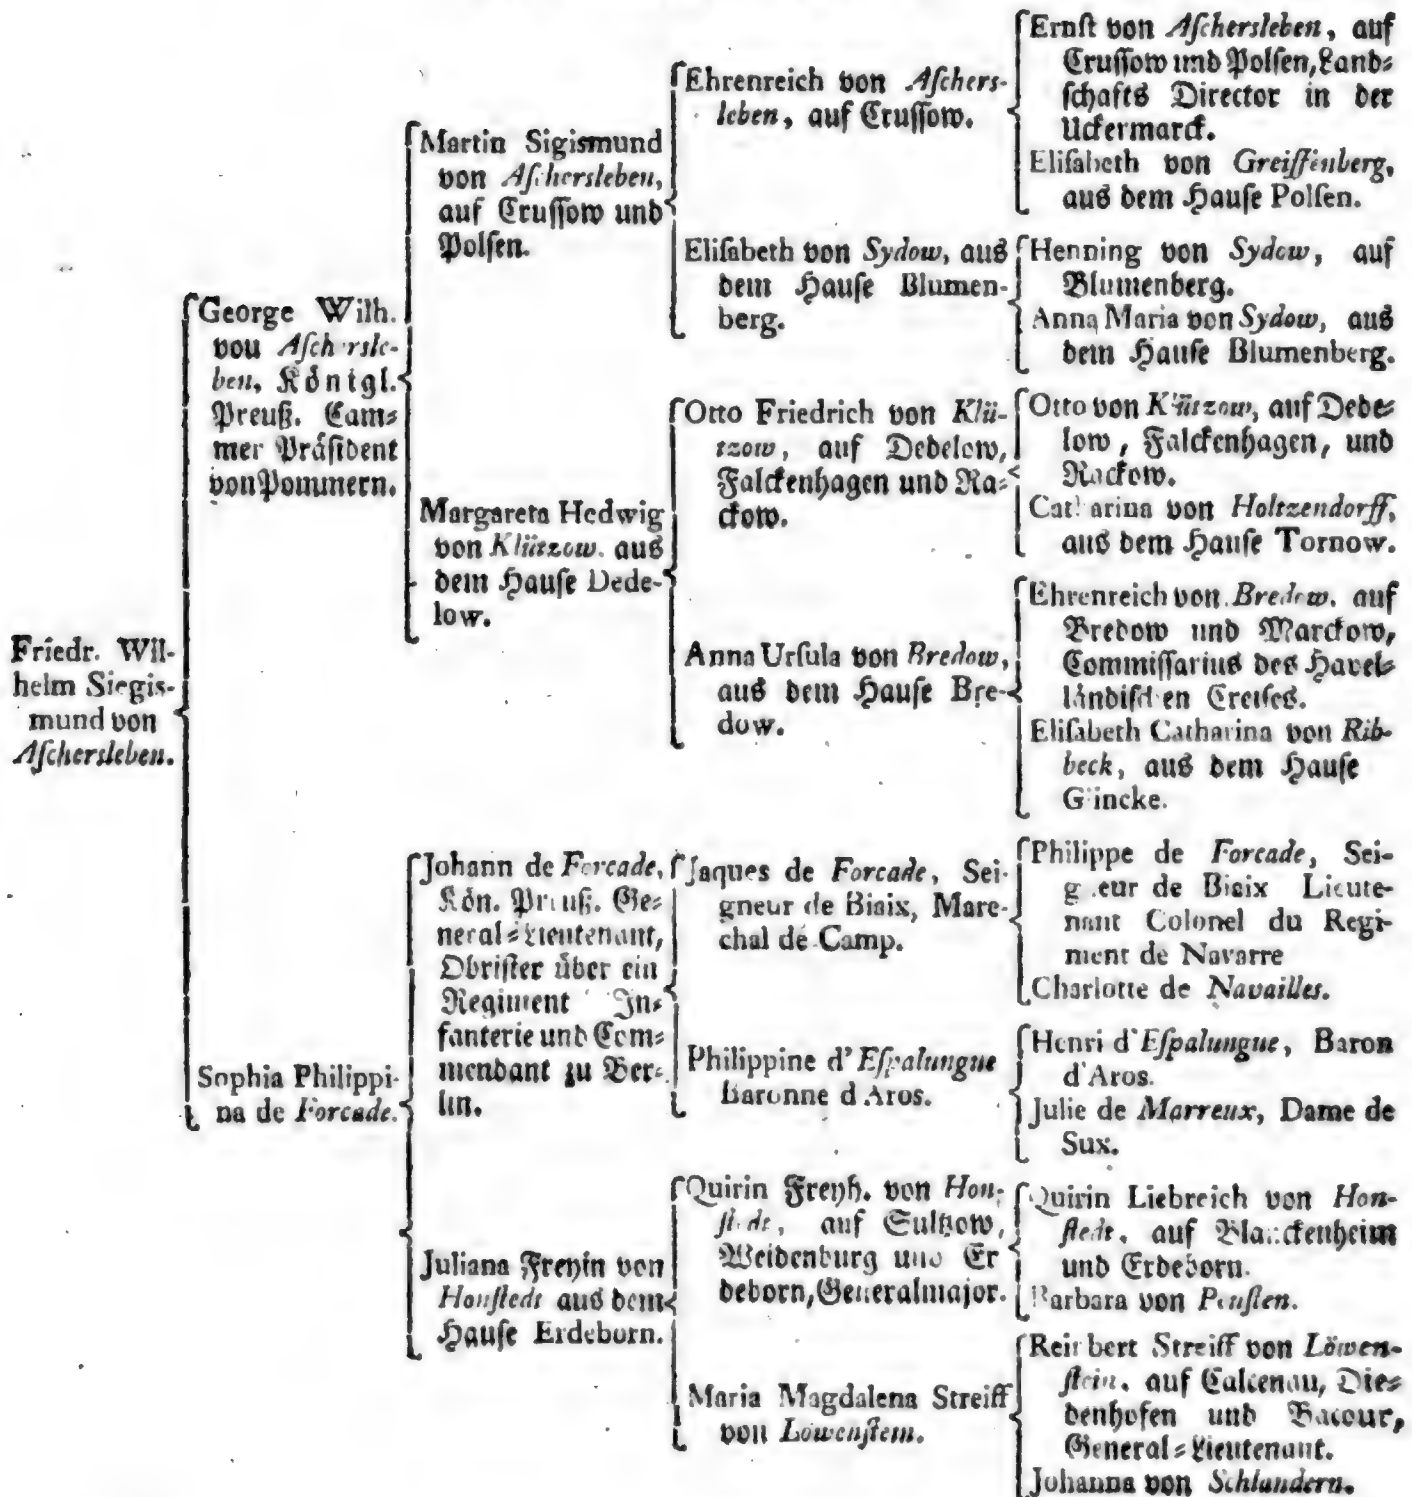 Friedr. Wil-
helm Siegis-
mund von
Aſchersleben.
George Wilh.
von Aſchersle-
ben, Königl.
Preuß. Cam-
mer Präſident
von Pommern.
Sophia Philippi-
na de Forcade.
Martin Sigismund
von Aſchersleben,
auf Cruſſow und
Polſen.
Margareta Hedwig
von Klützow. aus
dem Hauſe Dede-
low.
Johann de Forcade,
Kön. Preuß. Ge-
neral-Lieutenant,
Obriſter über ein
Regiment In-
fanterie und Com-
mendant zu Ber-
lin.
Juliana Freyin von
Honſtedt aus dem
Hauſe Erdeborn.
Ehrenreich von Aſchers-
leben, auf Cruſſow.
Eliſabeth von Sydow, aus
dem Hauſe Blumen-
berg.
Otto Friedrich von Klü-
tzow, auf Dedelow,
Falckenhagen und Ra-
ckow.
Anna Urſula von Bredow,
aus dem Hauſe Bre-
dow.
Jaques de Forcade, Sei-
gneur de Biaix, Mare-
chal de Camp.
Philippine d'Eſpalungue
Baronne d'Aros.
Quirin Freyh. von Hon-
ſtedt, auf Sultzow,
Weidenburg und Er
deborn, Generalmajor.
Maria Magdalena Streiff
von Löwenſtein.
Ernſt von Aſchersleben, auf
Cruſſow und Polſen, Land-
ſchafts Director in der
Uckermarck.
Eliſabeth von Greiffenberg,
aus dem Hauſe Polſen.
Henning von Sydow, auf
Blumenberg.
Anna Maria von Sydow, aus
dem Hauſe Blumenberg.
Otto von Klützow, auf Dede-
low, Falckenhagen, und
Rackow.
Catharina von Holtzendorff,
aus dem Hauſe Tornow.
Ehrenreich von Bredow. auf
Bredow und Marckow,
Commiſſarius des Havel-
ländiſchen Creiſes.
Eliſabeth Catharina von Rib-
beck, aus dem Hauſe
Glincke.
Philippe de Forcade, Sei-
gneur de Biaix Lieute-
nant Colonel du Regi-
ment de Navarre
Charlotte de Navailles.
Henri d'Eſpalungue, Baron
d'Aros.
Julie de Marreux, Dame de
Sux.
Quirin Liebreich von Hon-
ſtedt. auf Blanckenheim
und Erdeborn.
Barbara von
Streiff von Löwen-
ſtein. auf Diee-
denhofen und
General-Lieutenant.
Johanna von Schlandern.